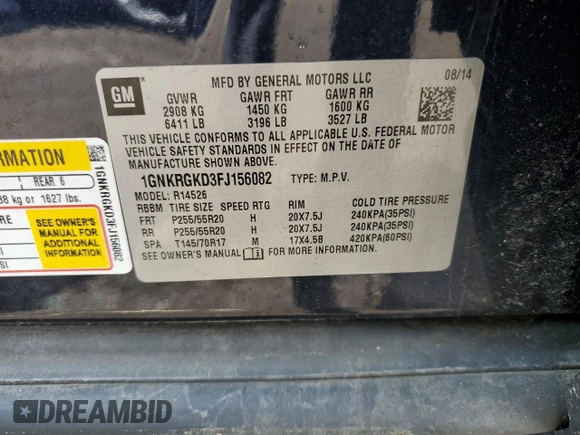 MFD BY GENERAL MOTORS LLC
08/14
GM
GVWR GAWR FRT GAWR RR
2908 KG 1450 KG 1600 KG
6411 LB 3196 LB 3527 LB
THIS VEHICLE CONFORMS TO ALL APPLICABLE U.S. FEDERAL MOTOR
VEHICLE SAFETY STANDARDS IN EFFECT ON THE DATE OF
MANUFACTURE SHOWN ABOVE.
1GNKRGKD3FJ156082 TYPE: M.P.V.
MODEL: R14526
RBBM TIRE SIZE SPEED RTG RIM COLD TIRE PRESSURE
FRT P255/55R20 H 20X7.5J 240KPA(35PSI)
RR P255/55R20 H 20X7.5J 240KPA(35PSI)
SPA T145/70R17 M 17X4.5B 420KPA(60PSI)
SEE OWNER'S MANUAL FOR MORE INFORMATION.
REAR 6
or 1627 lbs.
SEE OWNER'S
MANUAL FOR
ADDITIONAL
INFORMATION
1GNKRGKD3FJ156082
DREAMBID